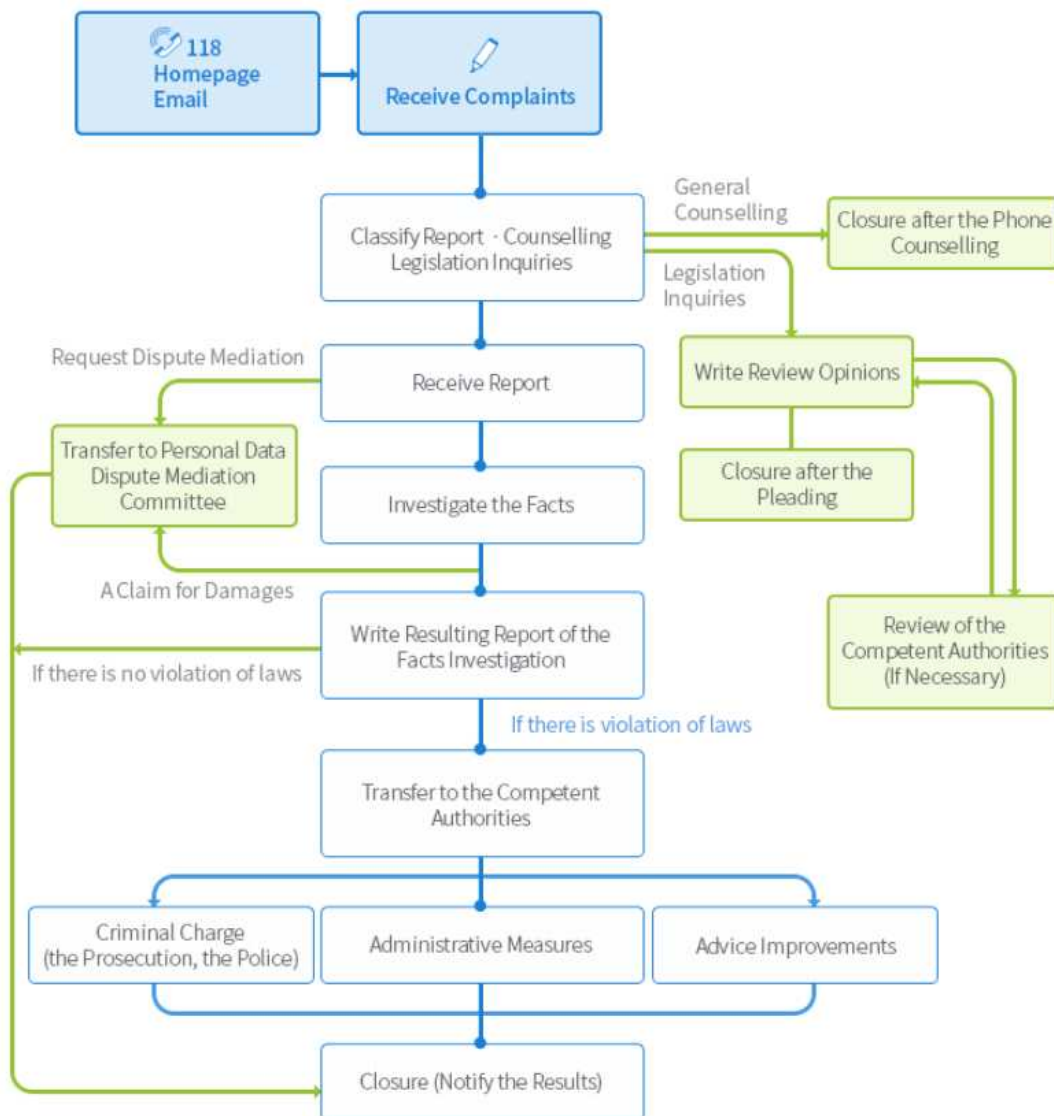 118
Homepage
Email
Receive Complaints
Classify Report · Counselling
Legislation Inquiries
General
Counselling
Closure after the Phone
Counselling
Legislation
Inquiries
Request Dispute Mediation
Receive Report
Write Review Opinions
Transfer to Personal Data
Dispute Mediation
Committee
Closure after the
Pleading
Investigate the Facts
A Claim for Damages
Write Resulting Report of the
Facts Investigation
Review of the
Competent Authorities
(If Necessary)
If there is no violation of laws
If there is violation of laws
Transfer to the Competent
Authorities
Criminal Charge
(the Prosecution, the Police)
Administrative Measures
Advice Improvements
Closure (Notify the Results)